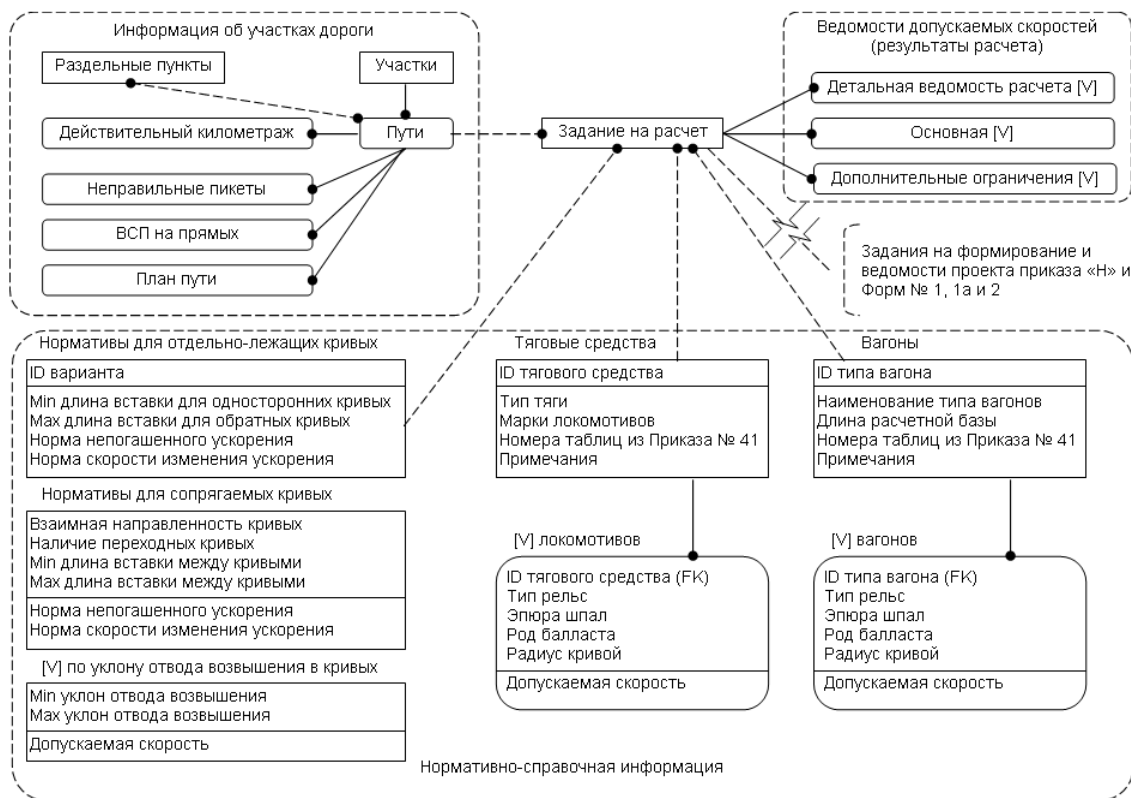 Информация об участках дороги
Раздельные пункты
Участки
Действительный километраж
Пути
Неправильные пикеты
ВСП на прямых
План пути
Задание на расчет
Ведомости допускаемых скоростей
(результаты расчета)
Детальная ведомость расчета [V]
Основная [V]
Дополнительные ограничения [V]
Задания на формирование и
ведомости проекта приказа «Н» и
Форм № 1, 1а и 2
Нормативы для отдельно-лежащих кривых
ID варианта
Min длина вставки для односторонних кривых
Max длина вставки для обратных кривых
Норма непогашенного ускорения
Норма скорости изменения ускорения
Нормативы для сопрягаемых кривых
Взаимная направленность кривых
Наличие переходных кривых
Min длина вставки между кривыми
Max длина вставки между кривыми
Норма непогашенного ускорения
Норма скорости изменения ускорения
[V] по уклону отвода возвышения в кривых
Min уклон отвода возвышения
Max уклон отвода возвышения
Допускаемая скорость
Тяговые средства
ID тягового средства
Тип тяги
Марки локомотивов
Номера таблиц из Приказа № 41
Примечания
[V] локомотивов
ID тягового средства (FK)
Тип рельс
Эпюра шпал
Род балласта
Радиус кривой
Допускаемая скорость
Вагоны
ID типа вагона
Наименование типа вагонов
Длина расчетной базы
Номера таблиц из Приказа № 41
Примечания
[V] вагонов
ID типа вагона (FK)
Тип рельс
Эпюра шпал
Род балласта
Радиус кривой
Допускаемая скорость
Нормативно-справочная информация